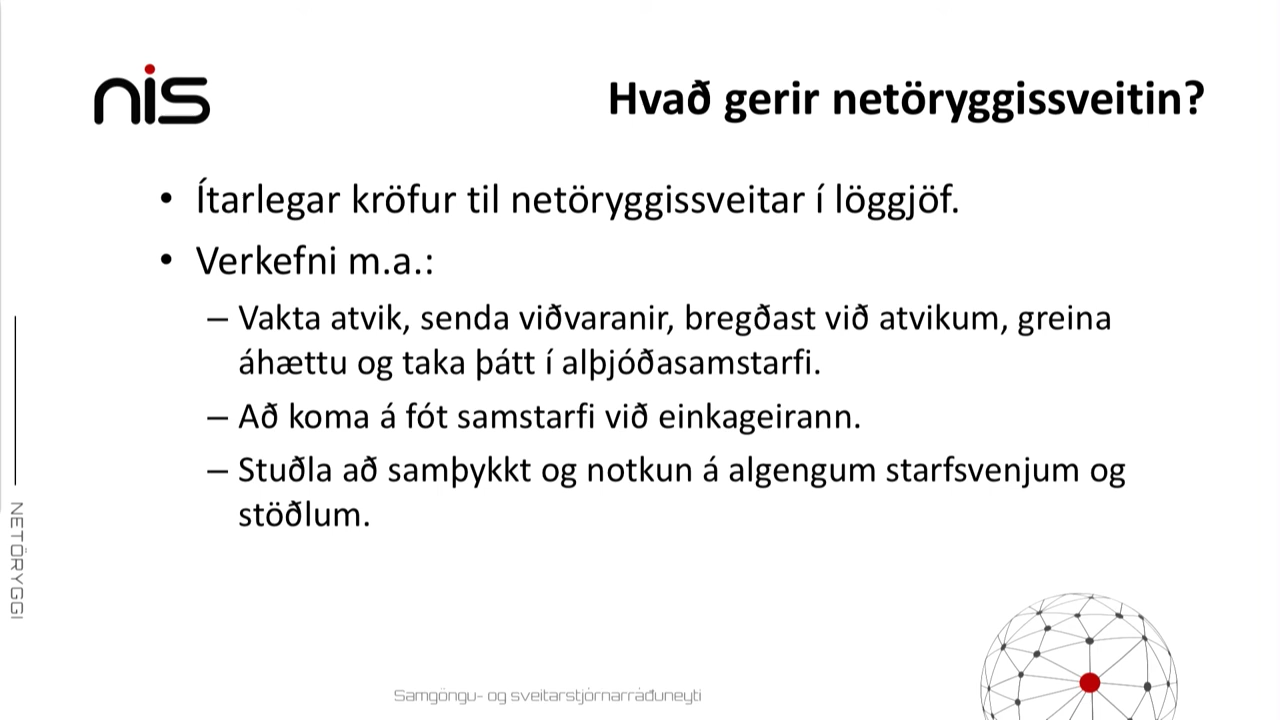 nis
Hvað gerir netöryggissveitin?
• Ítarlegar kröfur til netöryggissveitar í löggjöf.
• Verkefni m.a.:
– Vakta atvik, senda viðvaranir, bregðast við atvikum, greina
áhættu og taka þátt í alþjóðasamstarfi.
– Að koma á fót samstarfi við einkageirann.
– Stuðla að samþykkt og notkun á algengum starfsvenjum og
stöðlum.
NETÖRYGGI
Samgöngu- og sveitarstjórnarráðuneyti